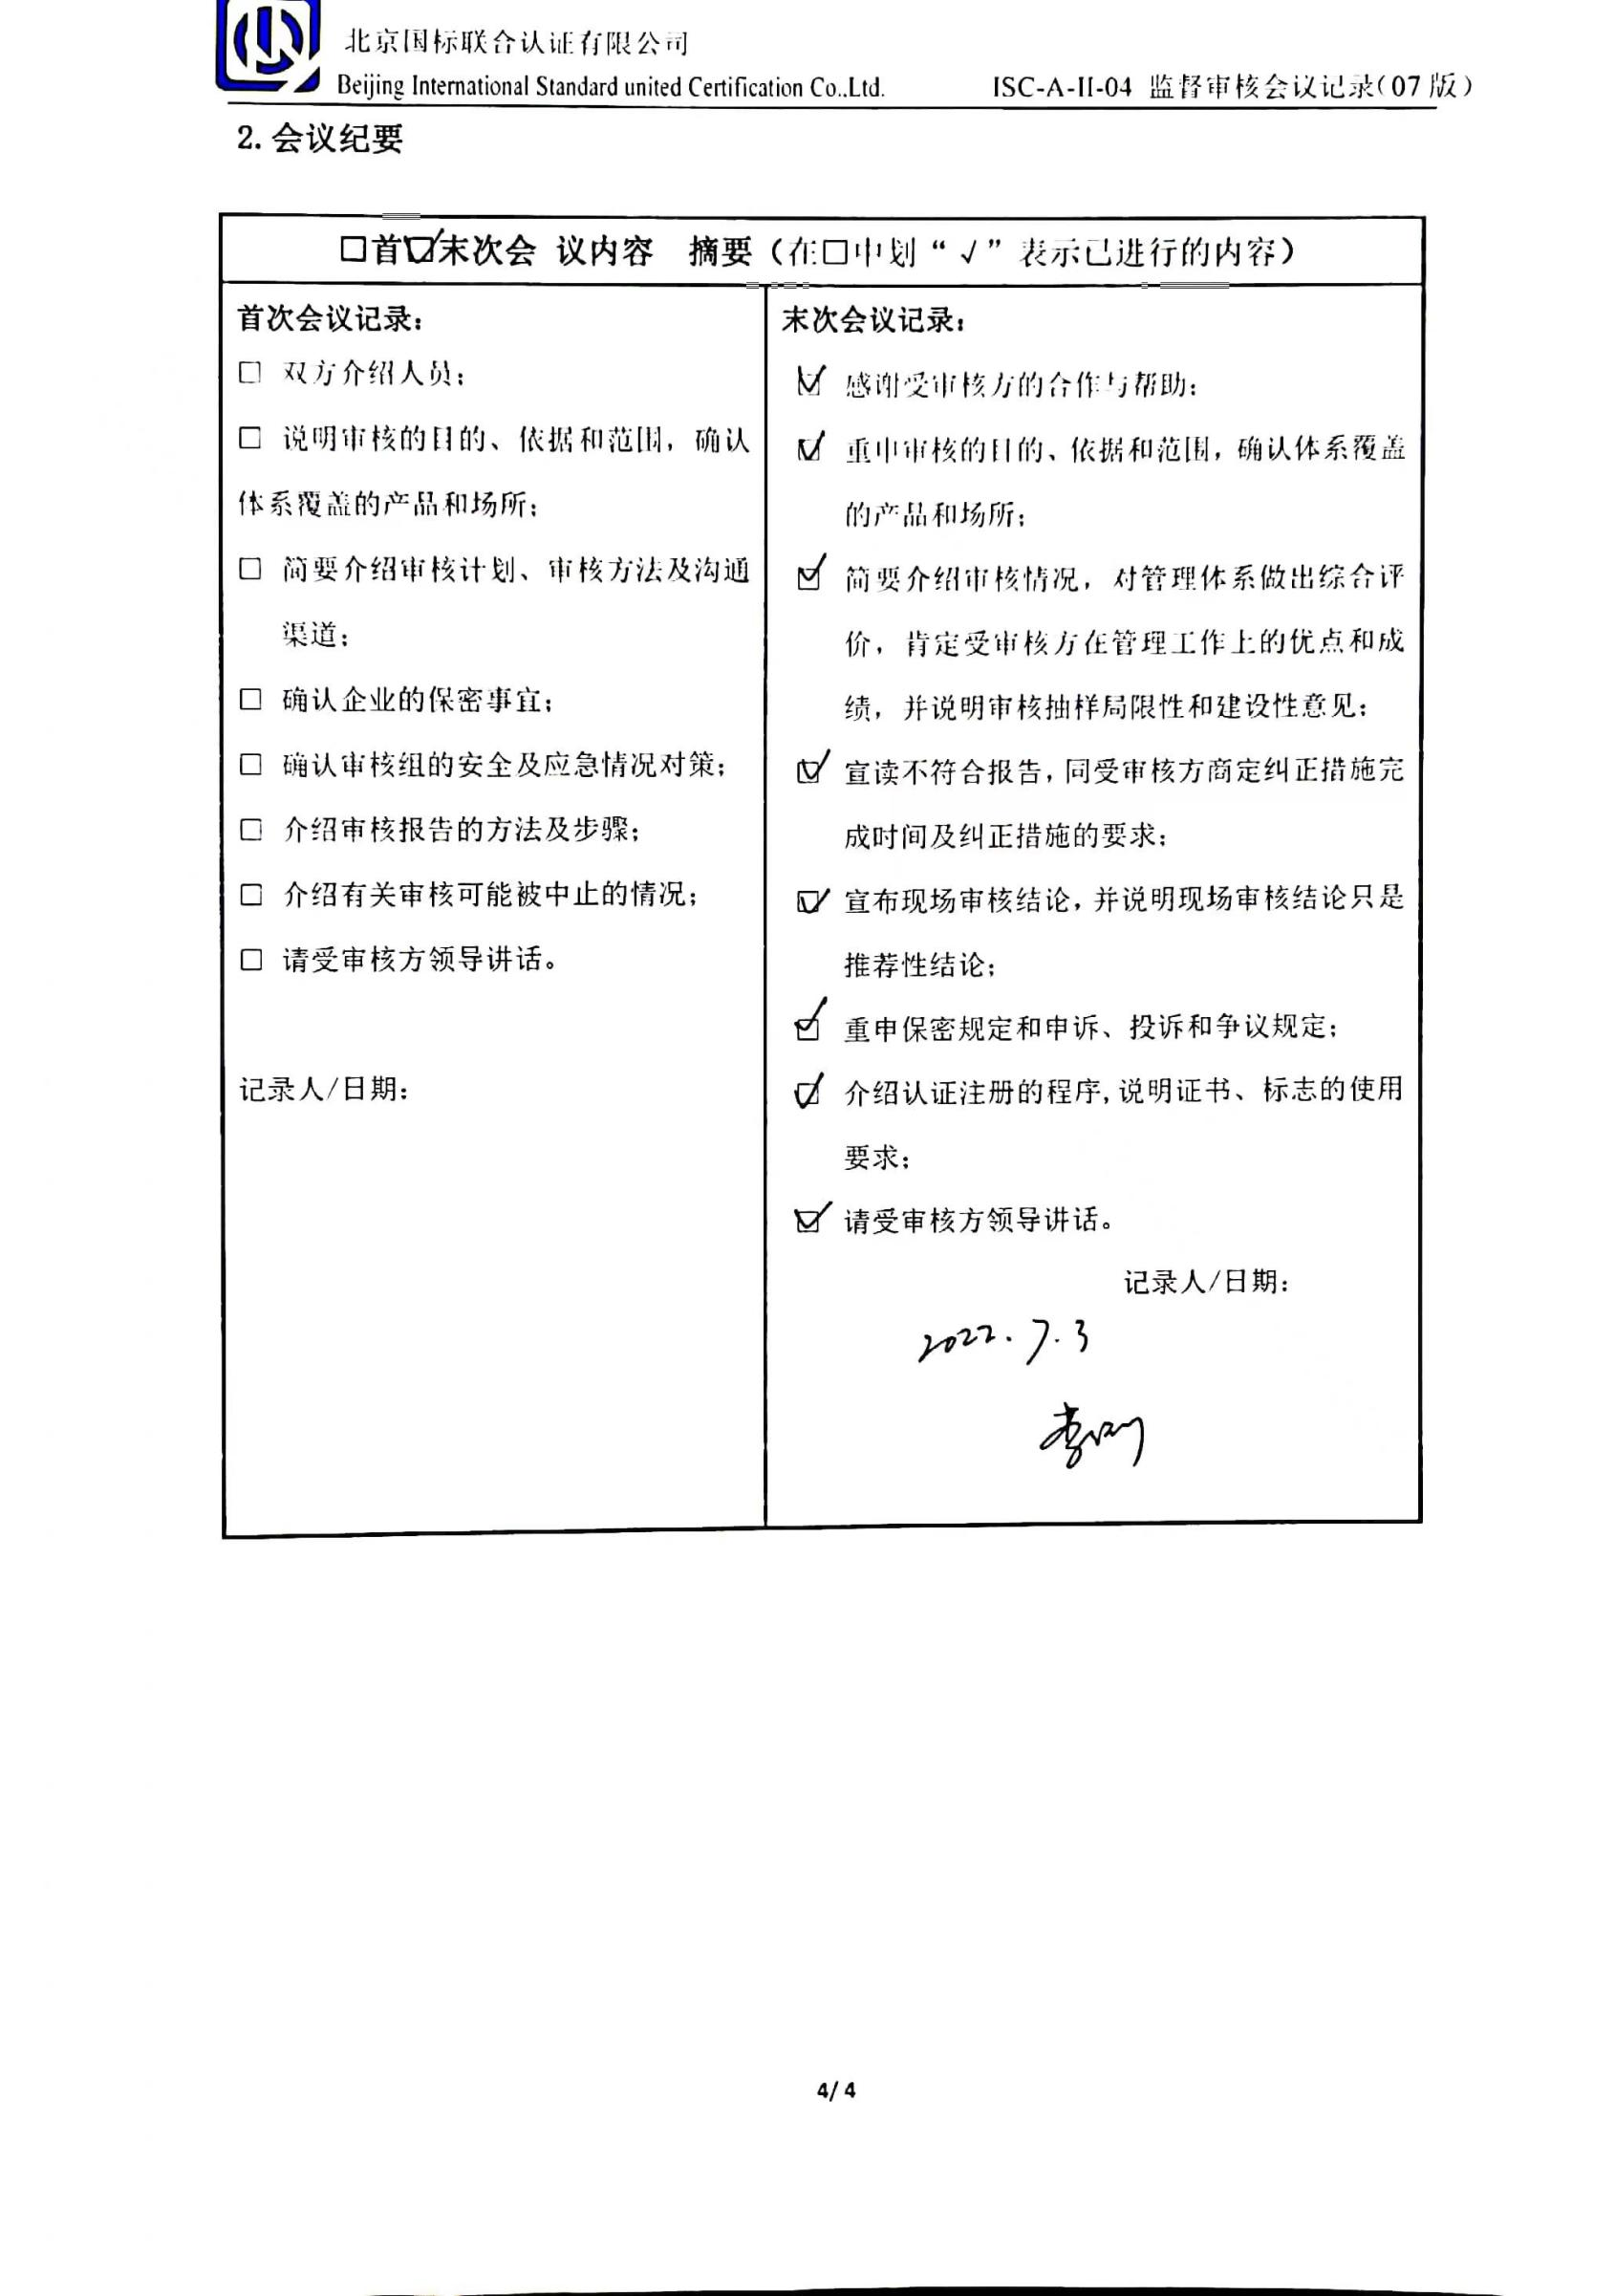 北京国标联合认证有限公司
Beijing International Standard united Certification Co.,Ltd. ISC-A-II-04 监督审核会议记录(07版)
2. 会议纪要
□首☑末次会 议内容 摘要（在□中划“√”表示已进行的内容）
首次会议记录：
□ 双方介绍人员；
□ 说明审核的目的、依据和范围，确认
体系覆盖的产品和场所；
□ 简要介绍审核计划、审核方法及沟通
渠道；
□ 确认企业的保密事宜；
□ 确认审核组的安全及应急情况对策；
□ 介绍审核报告的方法及步骤；
□ 介绍有关审核可能被中止的情况；
□ 请受审核方领导讲话。
记录人/日期：
末次会议记录：
☑ 感谢受审核方的合作与帮助；
☑ 重申审核的目的、依据和范围，确认体系覆盖
的产品和场所；
☑ 简要介绍审核情况，对管理体系做出综合评
价，肯定受审核方在管理工作上的优点和成
绩，并说明审核抽样局限性和建设性意见；
☑ 宣读不符合报告，同受审核方商定纠正措施完
成时间及纠正措施的要求；
☑ 宣布现场审核结论，并说明现场审核结论只是
推荐性结论；
☑ 重申保密规定和申诉、投诉和争议规定；
☑ 介绍认证注册的程序，说明证书、标志的使用
要求；
☑ 请受审核方领导讲话。
记录人/日期：
2022.7.3
4/4